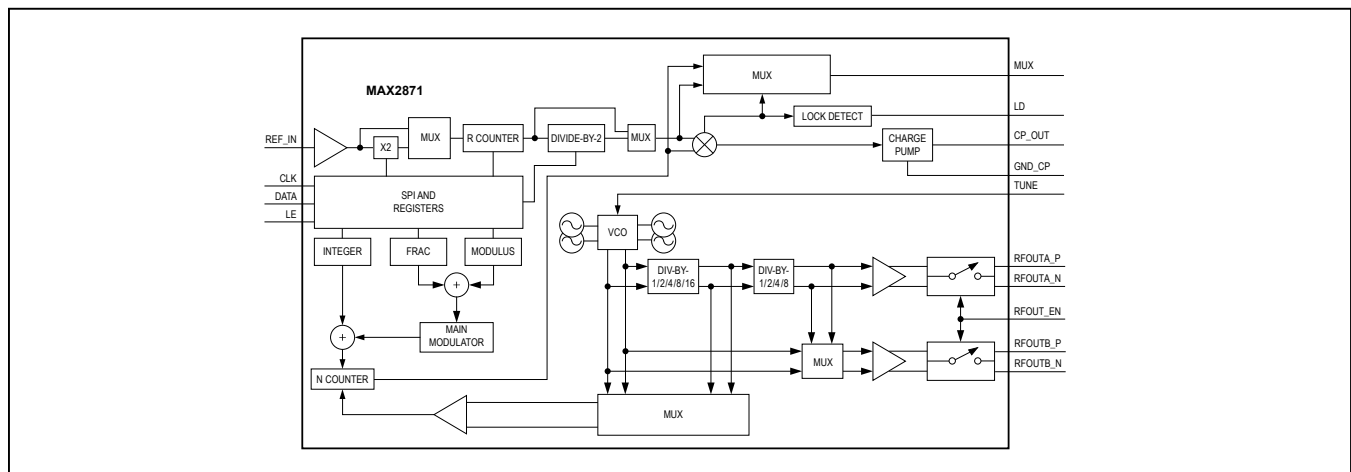 MAX2871
REF_IN
CLK
DATA
LE
X2
MUX
R COUNTER
DIVIDE-BY-2
MUX
MUX
LOCK DETECT
CHARGE
PUMP
MUX
LD
CP_OUT
GND_CP
TUNE
SPI AND
REGISTERS
INTEGER
FRAC
MODULUS
+
+
MAIN
MODULATOR
N COUNTER
VCO
DIV-BY-
1/2/4/8/16
DIV-BY-
1/2/4/8
MUX
MUX
RFOUTA_P
RFOUTA_N
RFOUT_EN
RFOUTB_P
RFOUTB_N